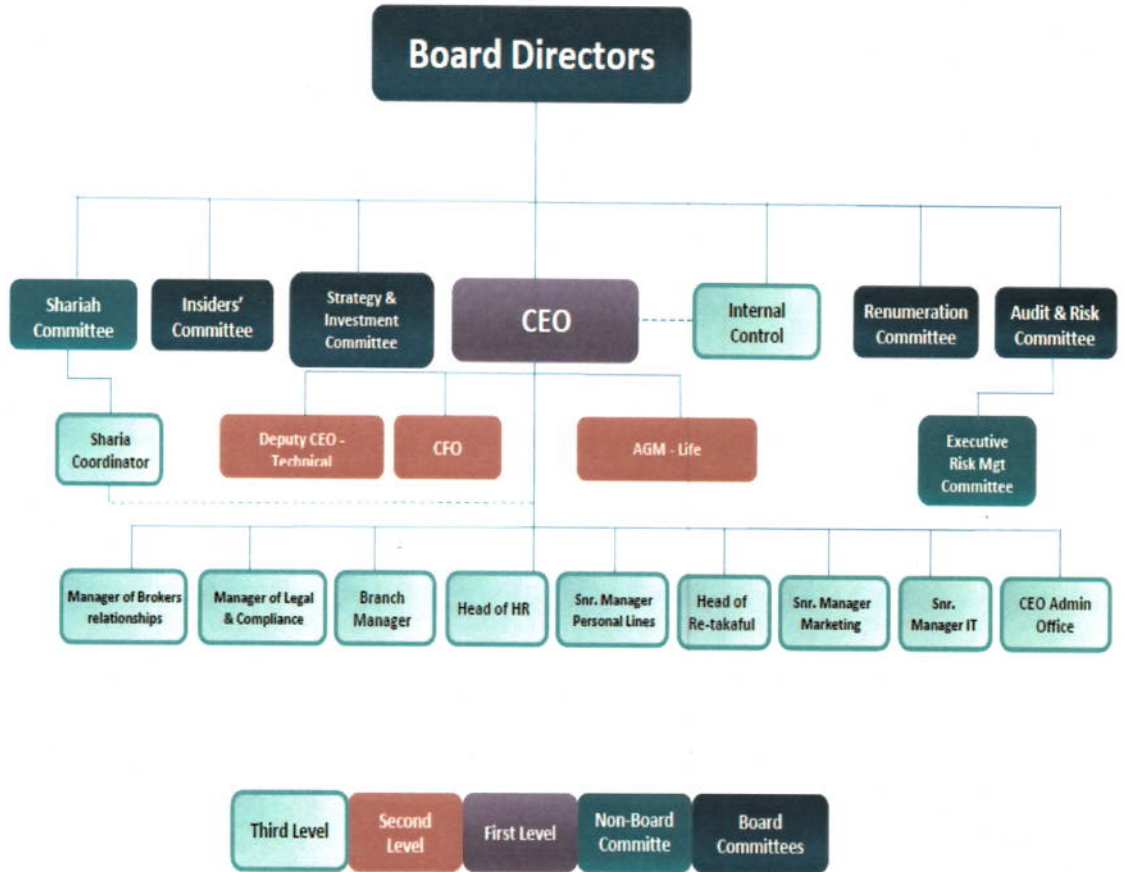 Board Directors
Shariah
Committee
Insiders'
Committee
Strategy &
Investment
Committee
CEO
Internal
Control
Renumeration
Committee
Audit & Risk
Committee
Sharia
Coordinator
Deputy CEO -
Technical
CFO
AGM - Life
Executive
Risk Mgt
Committee
Manager of Brokers
relationships
Manager of Legal
& Compliance
Branch
Manager
Head of HR
Snr. Manager
Personal Lines
Head of
Re-takaful
Snr. Manager
Marketing
Snr.
Manager IT
CEO Admin
Office
Third Level
Second
Level
First Level
Non-Board
Committe
Board
Committees